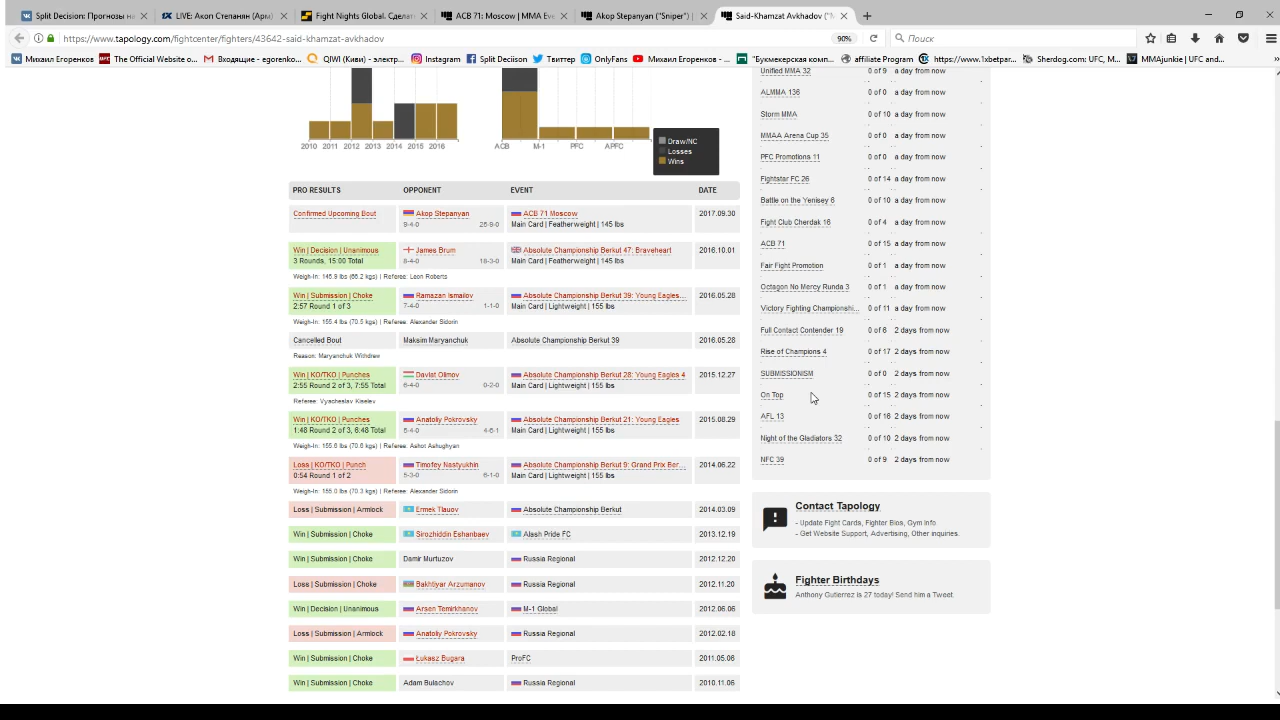 Split Decision: Прогнозы на
LIVE: Акоп Степанян (Арм)
Fight Nights Global. Сделат
ACB 71: Moscow | MMA Eve
Akop Stepanyan ("Sniper") |
Said-Khamzat Avkhadov ("M
https://www.tapology.com/fightcenter/fighters/43642-said-khamzat-avkhadov
90%
Поиск
Михаил Егоренков
The Official Website o...
Входящие - egorenko...
QIWI (Киви) - электр...
Instagram
Split Decision
Твиттер
OnlyFans
Михаил Егоренков - ...
"Букмекерская комп...
affiliate Program
https://www.1xbetpar...
Sherdog.com: UFC, M...
MMAjunkie | UFC and...
2010 2011 2012 2013 2014 2015 2016
ACB M-1 PFC APFC
Draw/NC
Losses
Wins
PRO RESULTS OPPONENT EVENT DATE
Confirmed Upcoming Bout Akop Stepanyan ACB 71 Moscow 2017.09.30
9-4-0 26-9-0 Main Card | Featherweight | 145 lbs
Win | Decision | Unanimous James Brum Absolute Championship Berkut 47: Braveheart 2016.10.01
3 Rounds, 15:00 Total 8-4-0 18-3-0 Main Card | Featherweight | 145 lbs
Weigh-In: 145.9 lbs (66.2 kgs) | Referee: Leon Roberts
Win | Submission | Choke Ramazan Ismailov Absolute Championship Berkut 39: Young Eagles... 2016.05.28
2:57 Round 1 of 3 7-4-0 1-1-0 Main Card | Lightweight | 155 lbs
Weigh-In: 155.4 lbs (70.5 kgs) | Referee: Alexander Sidorin
Cancelled Bout Maksim Maryanchuk Absolute Championship Berkut 39 2016.05.28
Reason: Maryanchuk Withdrew
Win | KO/TKO | Punches Davlat Olimov Absolute Championship Berkut 28: Young Eagles 4 2015.12.27
2:55 Round 2 of 3, 7:55 Total 6-4-0 0-2-0 Main Card | Lightweight | 155 lbs
Referee: Vyacheslav Kiselev
Win | KO/TKO | Punches Anatoliy Pokrovsky Absolute Championship Berkut 21: Young Eagles 2015.08.29
1:48 Round 2 of 3, 6:48 Total 5-4-0 4-6-1 Main Card | Lightweight | 155 lbs
Weigh-In: 155.6 lbs (70.6 kgs) | Referee: Ashot Ashughyan
Loss | KO/TKO | Punch Timofey Nastyukhin Absolute Championship Berkut 9: Grand Prix Ber... 2014.06.22
0:54 Round 1 of 2 5-3-0 6-1-0 Main Card | Lightweight | 155 lbs
Weigh-In: 155.0 lbs (70.3 kgs) | Referee: Alexander Sidorin
Loss | Submission | Armlock Ermek Tlauov Absolute Championship Berkut 2014.03.09
Win | Submission | Choke Sirozhiddin Eshanbaev Alash Pride FC 2013.12.19
Win | Submission | Choke Damir Murtuzov Russia Regional 2012.12.20
Loss | Submission | Choke Bakhtiyar Arzumanov Russia Regional 2012.11.20
Win | Decision | Unanimous Arsen Temirkhanov M-1 Global 2012.06.06
Loss | Submission | Armlock Anatoliy Pokrovsky Russia Regional 2012.02.18
Win | Submission | Choke Łukasz Bugara ProFC 2011.05.06
Win | Submission | Choke Adam Bulachov Russia Regional 2010.11.06
Unified MMA 32 0 of 9 a day from now
ALMMA 136 0 of 0 a day from now
Storm MMA 0 of 10 a day from now
MMAA Arena Cup 35 0 of 0 a day from now
PFC Promotions 11 0 of 0 a day from now
Fightstar FC 26 0 of 14 a day from now
Battle on the Yenisey 6 0 of 10 a day from now
Fight Club Cherdak 16 0 of 4 a day from now
ACB 71 0 of 15 a day from now
Fair Fight Promotion 0 of 1 a day from now
Octagon No Mercy Runda 3 0 of 1 a day from now
Victory Fighting Championshi... 0 of 11 a day from now
Full Contact Contender 19 0 of 6 2 days from now
Rise of Champions 4 0 of 17 2 days from now
SUBMISSIONISM 0 of 0 2 days from now
On Top 0 of 15 2 days from now
AFL 13 0 of 16 2 days from now
Night of the Gladiators 32 0 of 10 2 days from now
NFC 39 0 of 9 2 days from now
Contact Tapology
- Update Fight Cards, Fighter Bios, Gym Info
- Get Website Support, Advertising, Other inquiries.
Fighter Birthdays
Anthony Gutierrez is 27 today! Send him a Tweet.